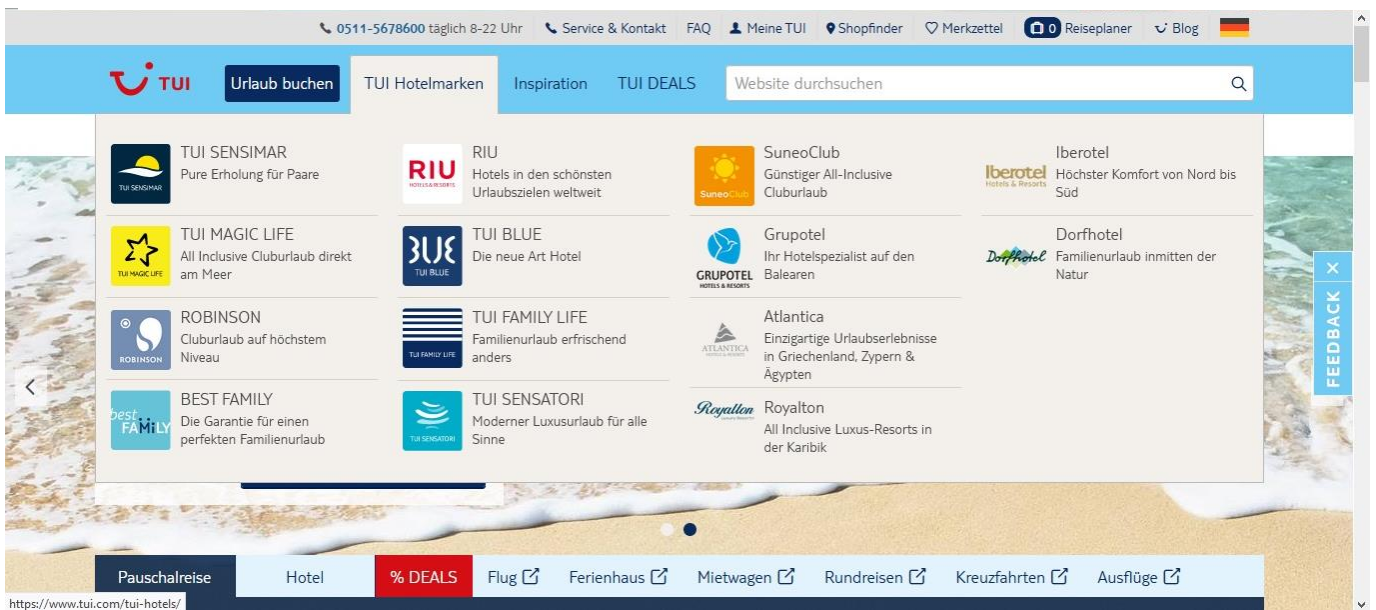 0511-5678600 täglich 8-22 Uhr Service & Kontakt FAQ Meine TUI Shopfinder Merkzettel 0 Reiseplaner Blog
TUI Urlaub buchen TUI Hotelmarken Inspiration TUI DEALS Website durchsuchen
TUI SENSIMAR
TUI SENSIMAR
Pure Erholung für Paare
RIU
HOTELS & RESORTS
RIU
Hotels in den schönsten
Urlaubszielen weltweit
SuneoClub
SuneoClub
Günstiger All-Inclusive
Cluburlaub
Iberotel
Hotels & Resorts
Iberotel
Höchster Komfort von Nord bis
Süd
TUI MAGIC LIFE
TUI MAGIC LIFE
All Inclusive Cluburlaub direkt
am Meer
BLUE
TUI BLUE
TUI BLUE
Die neue Art Hotel
GRUPOTEL
HOTELS & RESORTS
Grupotel
Ihr Hotelspezialist auf den
Balearen
Dorfhotel
Dorfhotel
Familienurlaub inmitten der
Natur
ROBINSON
ROBINSON
Cluburlaub auf höchstem
Niveau
TUI FAMILY LIFE
TUI FAMILY LIFE
Familienurlaub erfrischend
anders
ATLANTICA
HOTELS & RESORTS
Atlantica
Einzigartige Urlaubserlebnisse
in Griechenland, Zypern &
Ägypten
best
FAMiLY
BEST FAMILY
Die Garantie für einen
perfekten Familienurlaub
TUI SENSATORI
TUI SENSATORI
Moderner Luxusurlaub für alle
Sinne
Royalton
Royalton
All Inclusive Luxus-Resorts in
der Karibik
FEEDBACK
Pauschalreise Hotel % DEALS Flug Ferienhaus Mietwagen Rundreisen Kreuzfahrten Ausflüge
https://www.tui.com/tui-hotels/